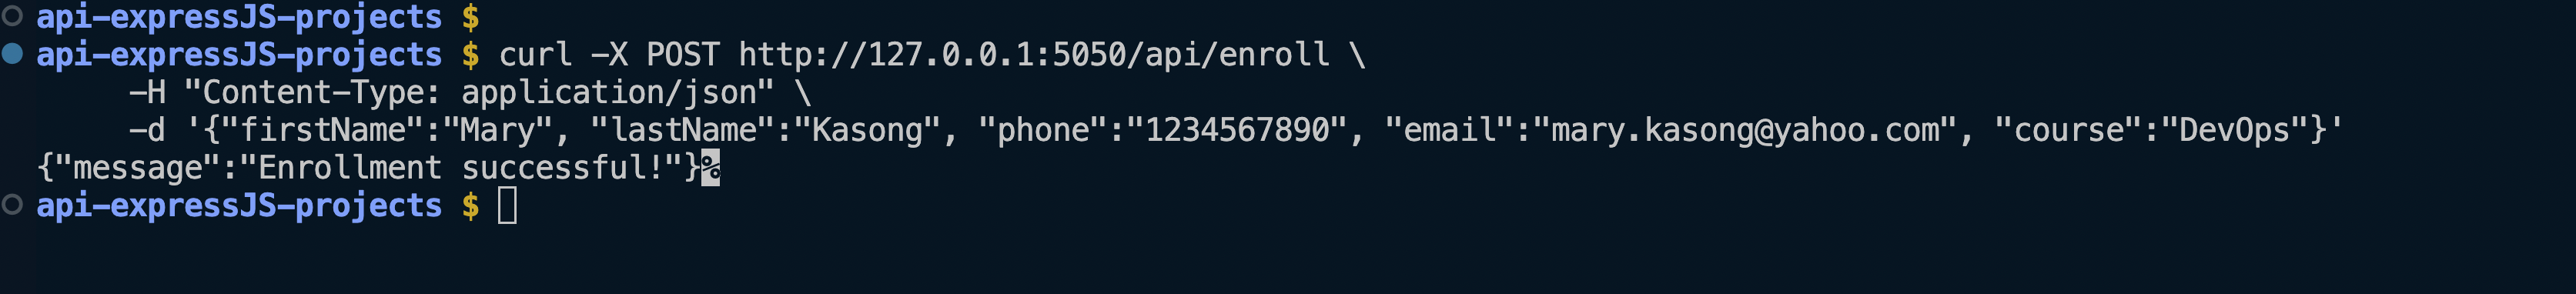 api-expressJS-projects $
api-expressJS-projects $ curl -X POST http://127.0.0.1:5050/api/enroll \
     -H "Content-Type: application/json" \
     -d '{"firstName":"Mary", "lastName":"Kasong", "phone":"1234567890", "email":"mary.kasong@yahoo.com", "course":"DevOps"}'
{"message":"Enrollment successful!"}%
api-expressJS-projects $